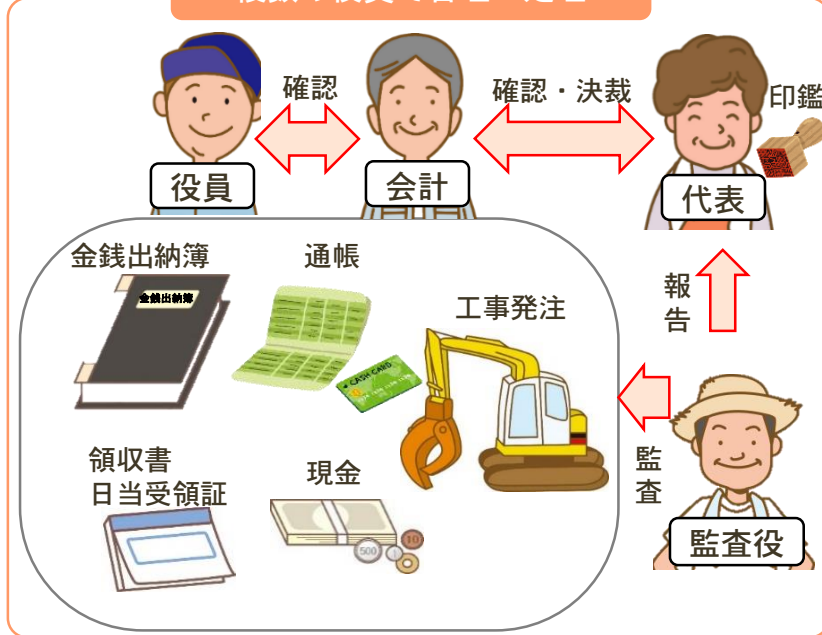 確認
確認・決裁
印鑑
役員
会計
代表
金銭出納簿
通帳
金銭出納簿
CASH CARD
工事発注
報告
領収書
日当受領証
現金
500
10
監査
監査役